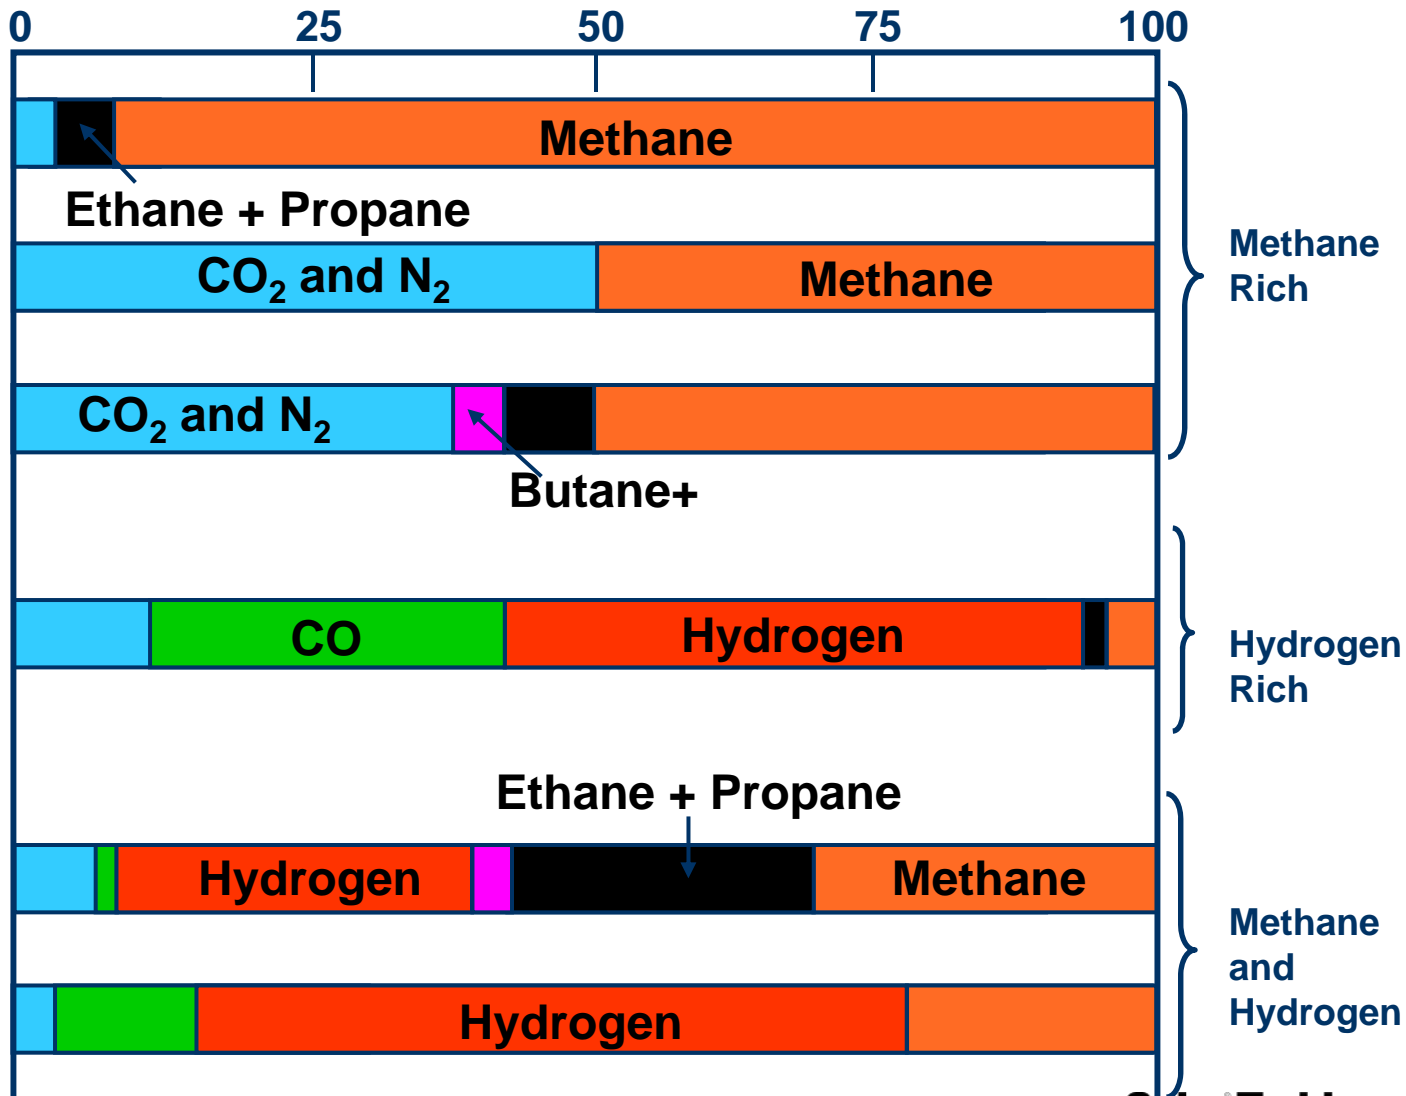 0 25 50 75 100
Methane
Ethane + Propane
CO₂ and N₂ Methane
CO₂ and N₂
Butane+
Methane
Rich
CO Hydrogen
Hydrogen
Rich
Ethane + Propane
Hydrogen Methane
Hydrogen
Methane
and
Hydrogen